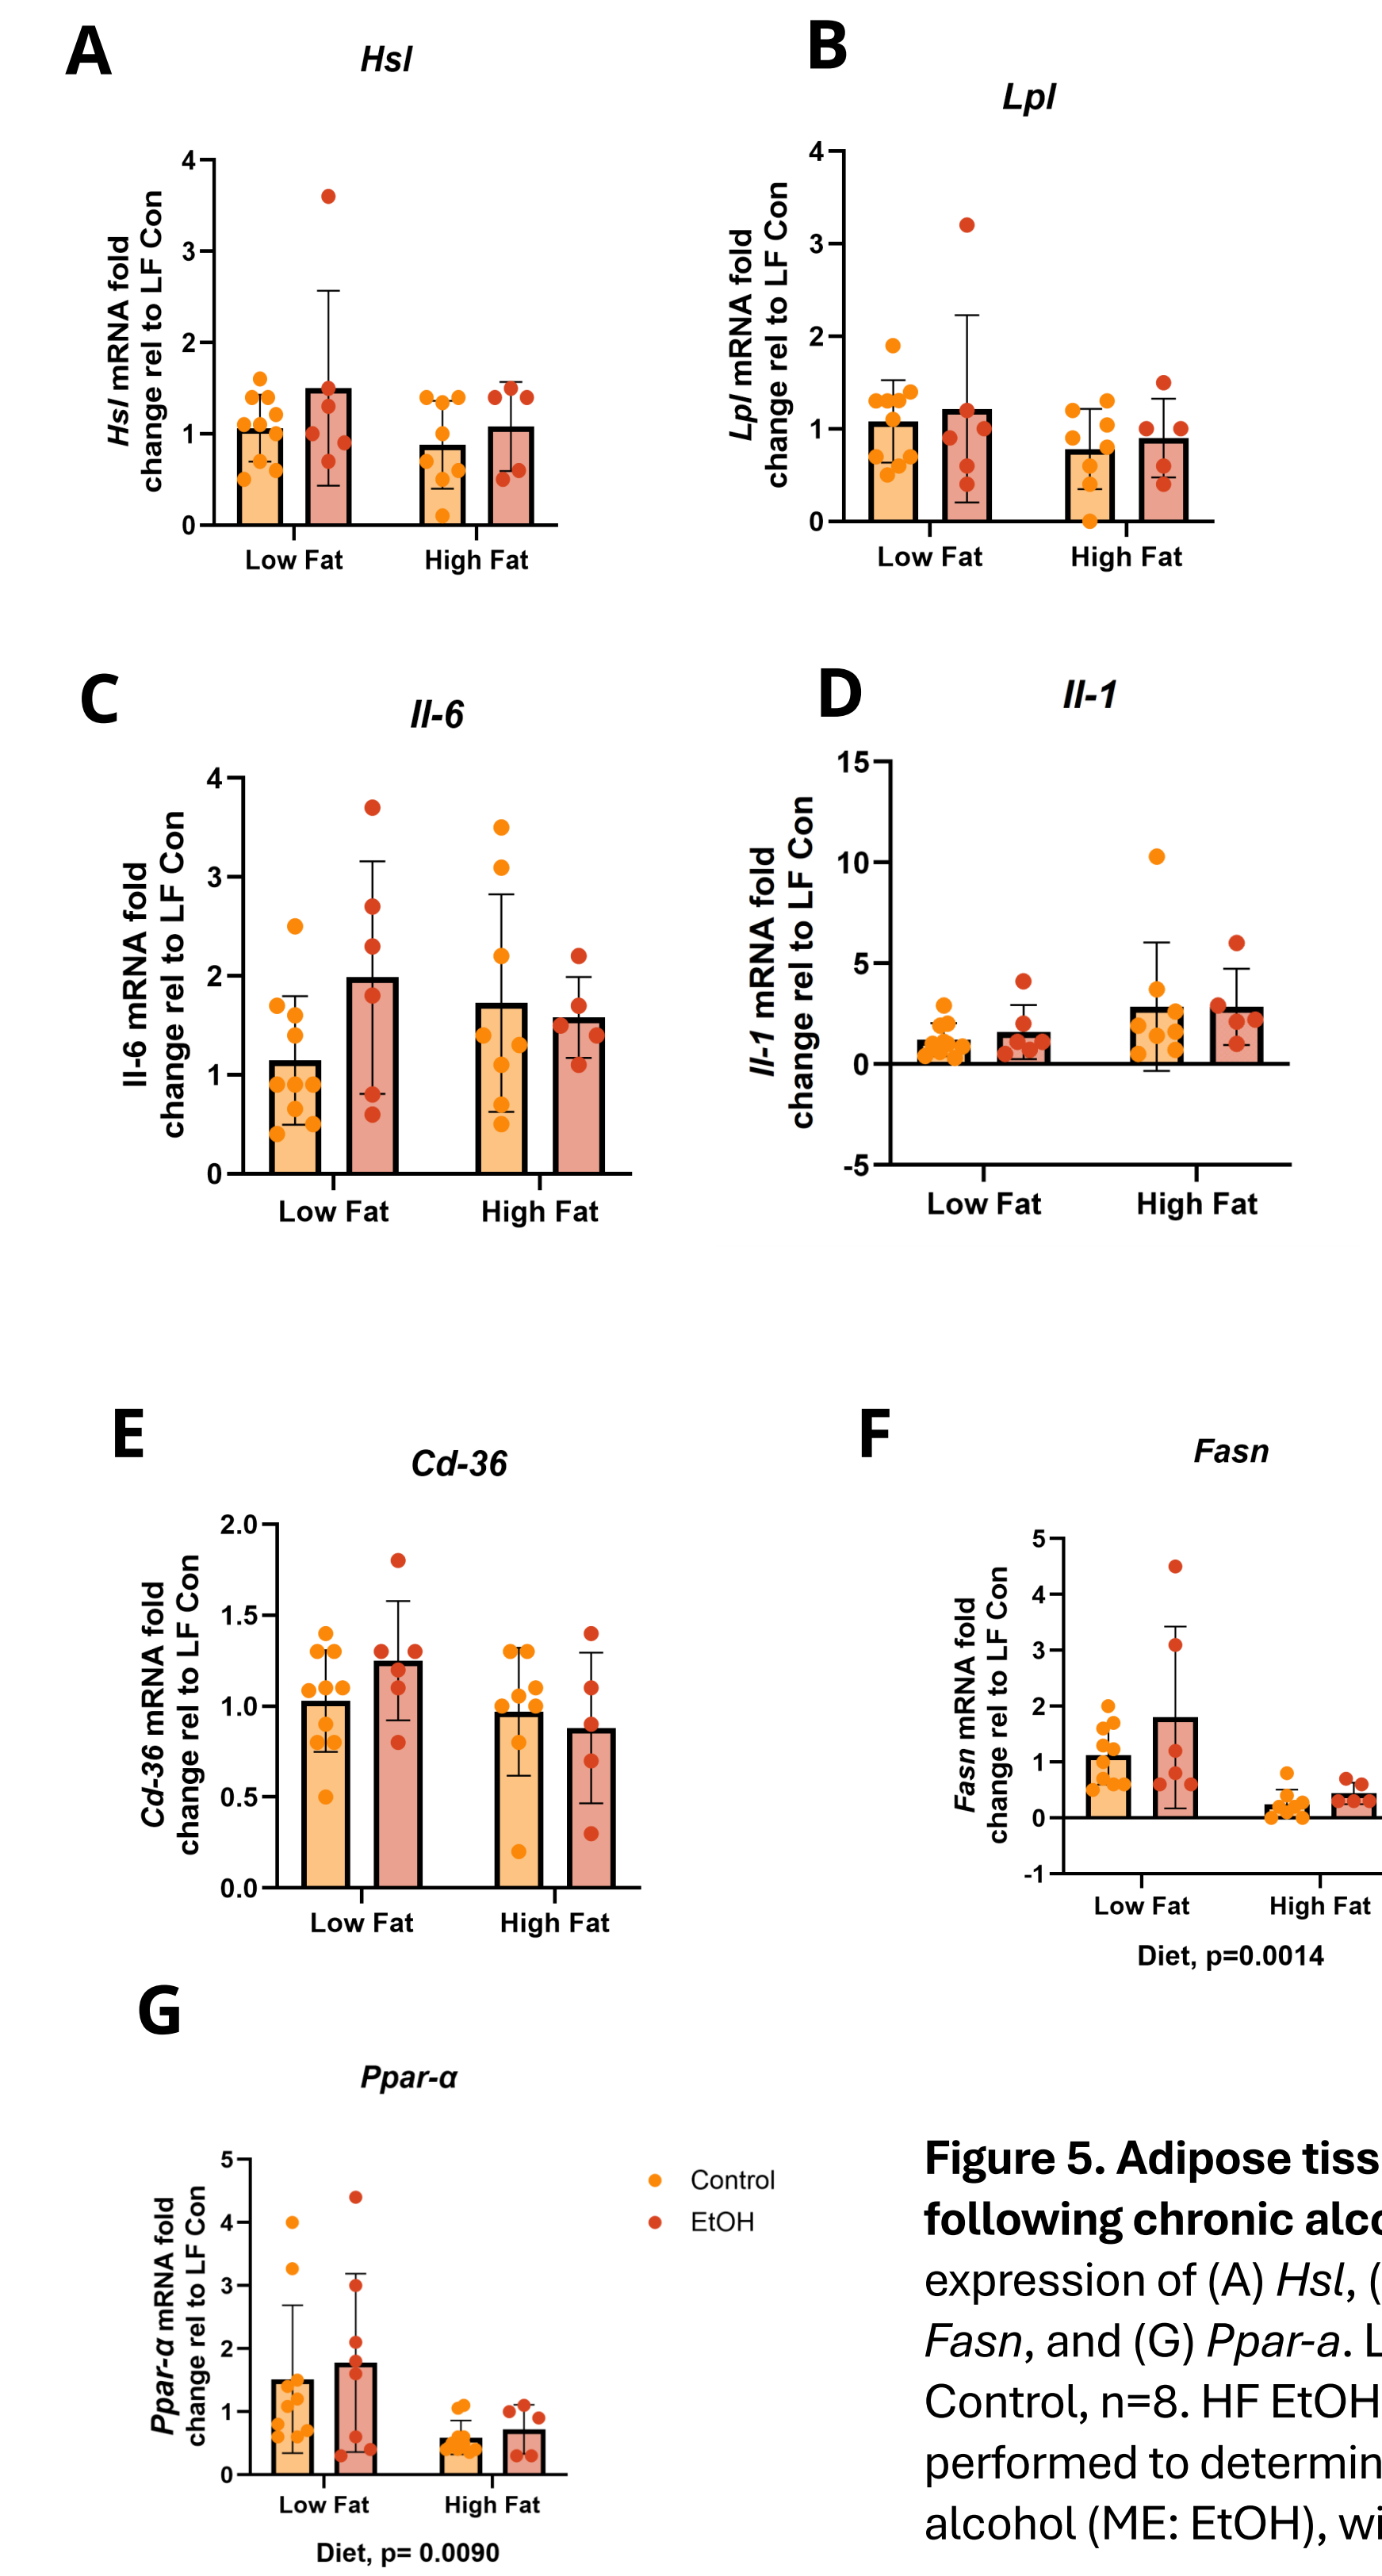 A
Hsl
Hsl mRNA fold
change rel to LF Con
4
3
2
1
0
Low Fat
High Fat
B
Lpl
Lpl mRNA fold
change rel to LF Con
4
3
2
1
0
Low Fat
High Fat
C
Il-6
Il-6 mRNA fold
change rel to LF Con
4
3
2
1
0
Low Fat
High Fat
D
Il-1
Il-1 mRNA fold
change rel to LF Con
15
10
5
0
-5
Low Fat
High Fat
E
Cd-36
Cd-36 mRNA fold
change rel to LF Con
2.0
1.5
1.0
0.5
0.0
Low Fat
High Fat
F
Fasn
Fasn mRNA fold
change rel to LF Con
5
4
3
2
1
0
-1
Low Fat
High Fat
Diet, p=0.0014
G
Ppar-α
Ppar-α mRNA fold
change rel to LF Con
5
4
3
2
1
0
Low Fat
High Fat
Diet, p= 0.0090
Control
EtOH
Figure 5. Adipose tiss
following chronic alco
expression of (A) Hsl, (
Fasn, and (G) Ppar-a. L
Control, n=8. HF EtOH
performed to determin
alcohol (ME: EtOH), wi